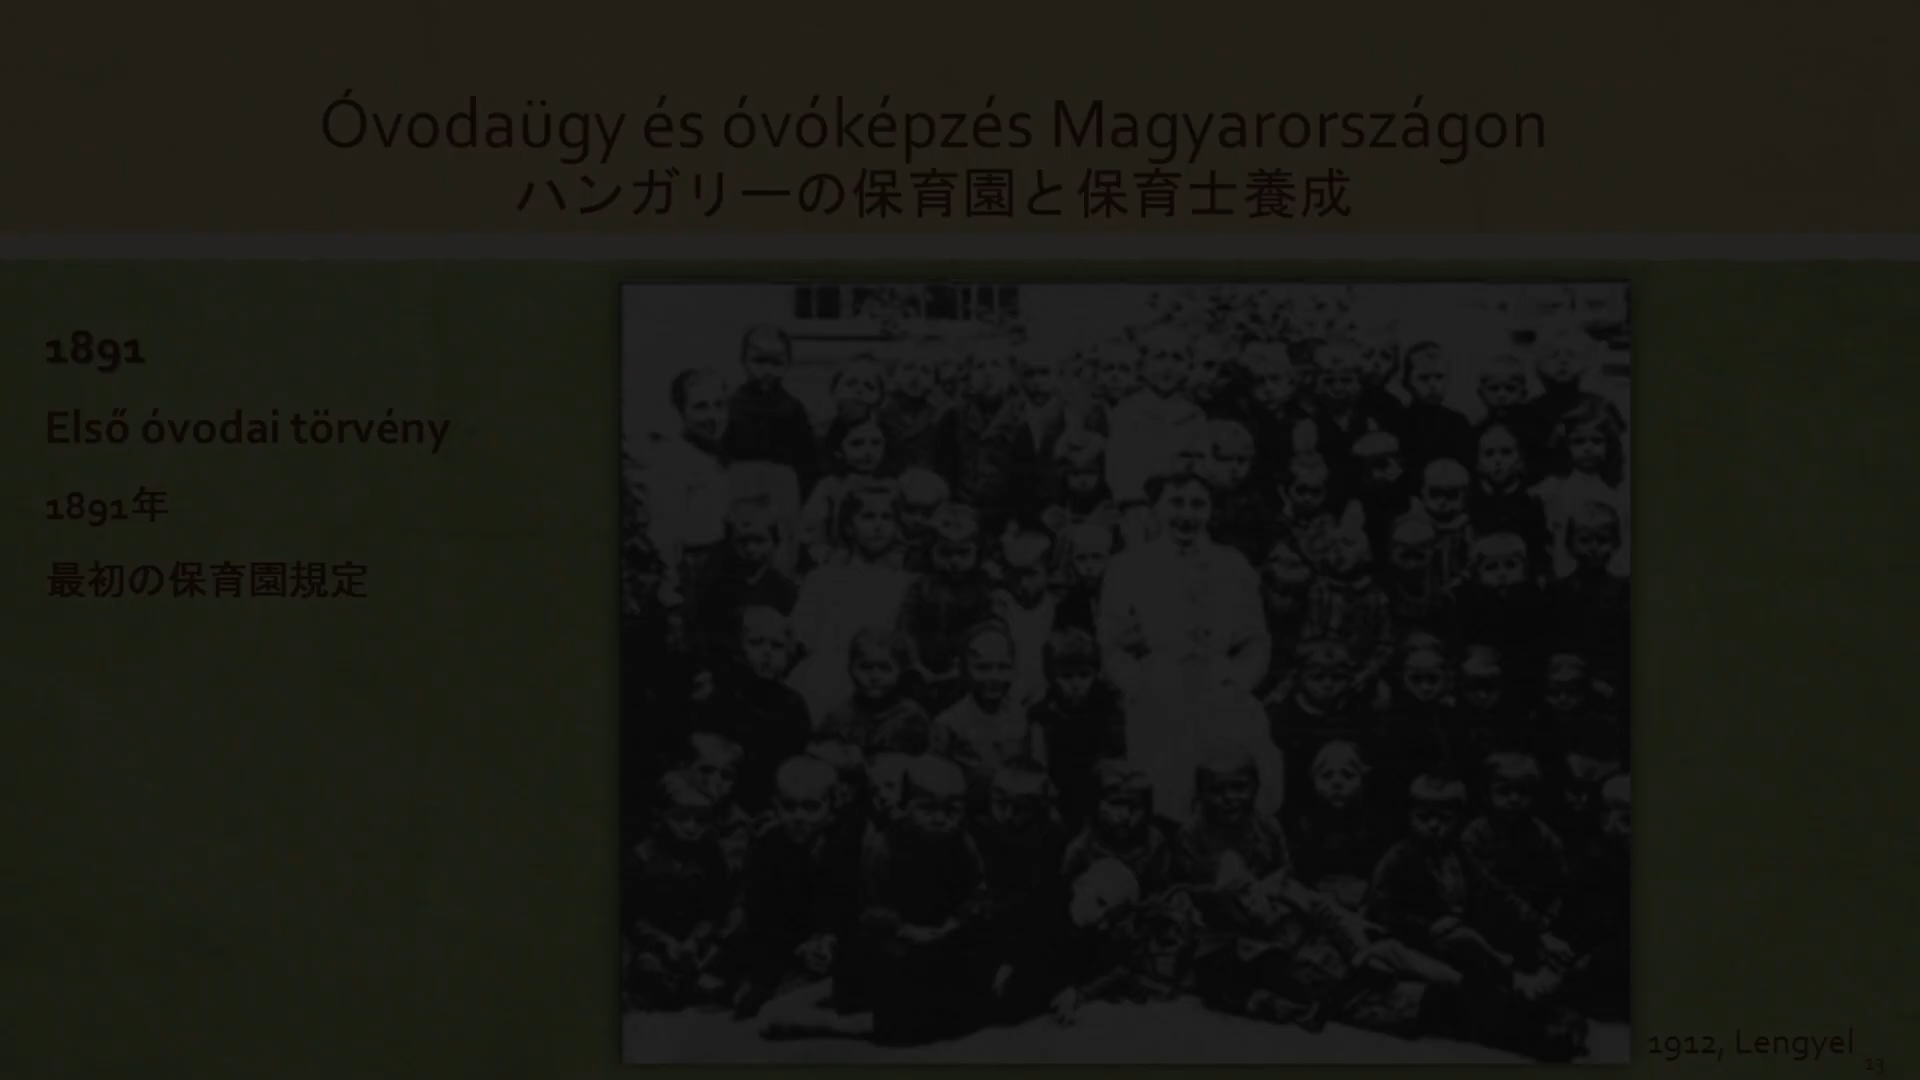 Óvodaügy és óvóképzés Magyarországon
ハンガリーの保育園と保育士養成
1891
Első óvodai törvény
1891年
最初の保育園規定
1912, Lengyel
13